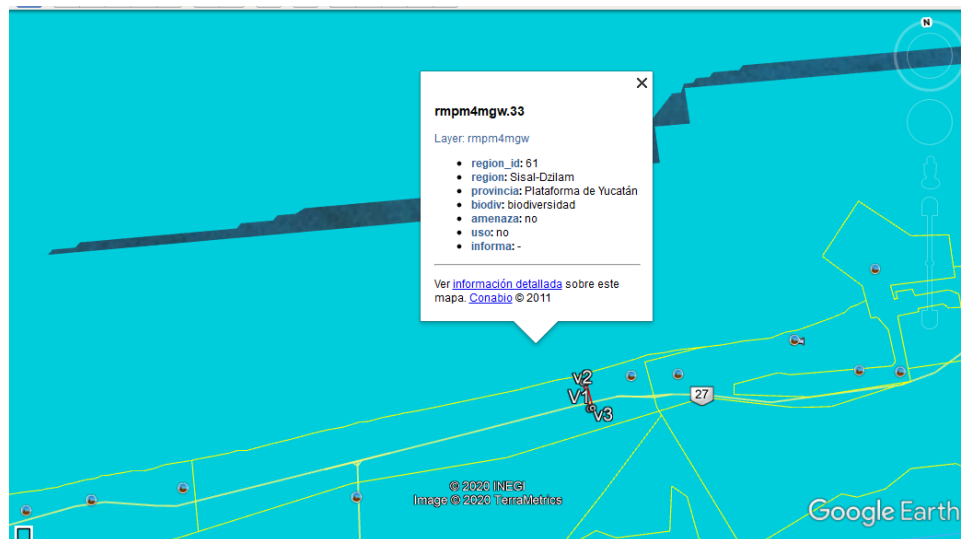 N
rmpm4mgw.33
Layer: rmpm4mgw
region_id: 61
region: Sisal-Dzilam
provincia: Plataforma de Yucatán
biodiv: biodiversidad
amenaza: no
uso: no
informa: -
Ver información detallada sobre este
mapa. Conabio © 2011
v2
V1
v3
27
© 2020 INEGI
Image © 2020 TerraMetrics
Google Earth